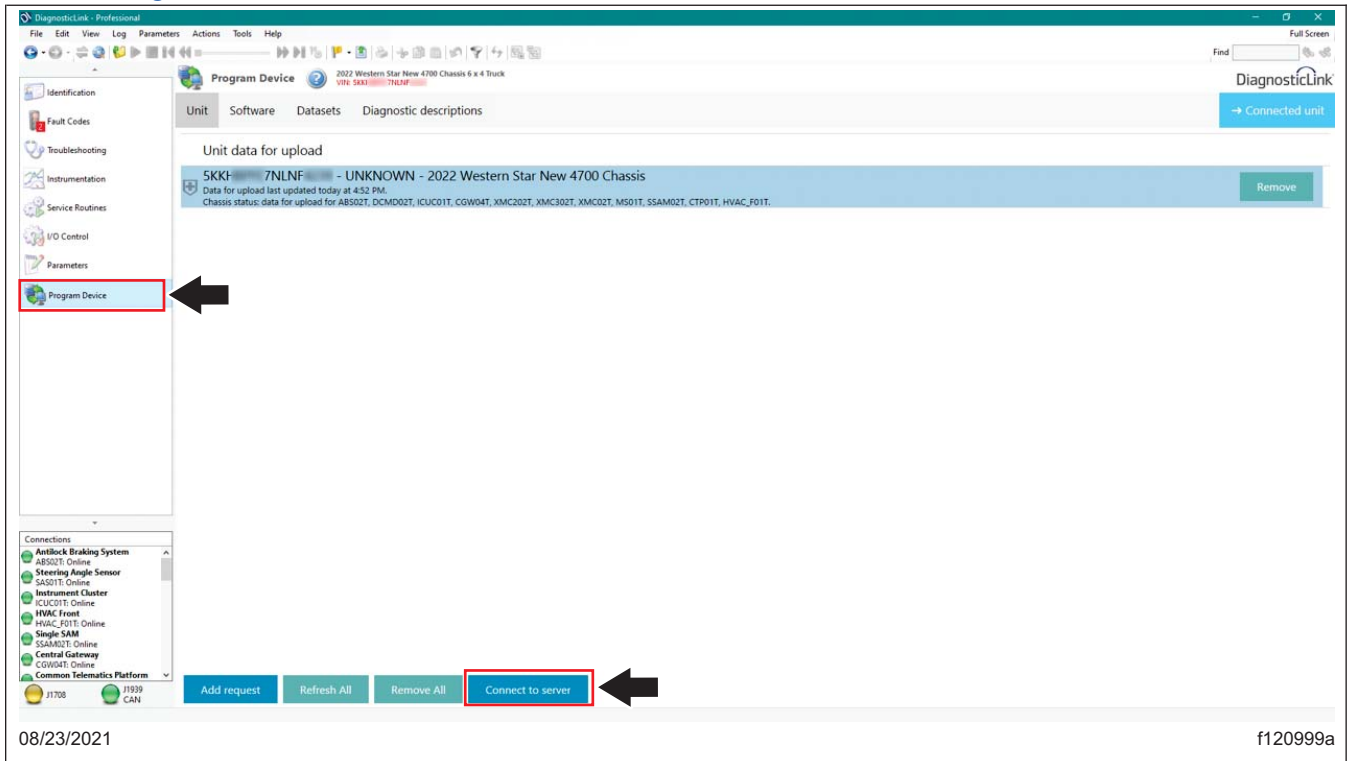 DiagnosticLink - Professional
File Edit View Log Parameters Actions Tools Help
Full Screen
Find
Identification
Fault Codes
2
Troubleshooting
Instrumentation
Service Routines
I/O Control
Parameters
Program Device
Program Device
2022 Western Star New 4700 Chassis 6 x 4 Truck
VIN: 5KKH 7NLNF
DiagnosticLink
Unit Software Datasets Diagnostic descriptions
→ Connected unit
Unit data for upload
5KKH 7NLNF - UNKNOWN - 2022 Western Star New 4700 Chassis
Data for upload last updated today at 4:52 PM.
Chassis status: data for upload for ABS02T, DCMD02T, ICUC01T, CGW04T, XMC202T, XMC302T, XMC02T, MS01T, SSAM02T, CTP01T, HVAC_F01T.
Remove
Connections
Antilock Braking System
ABS02T: Online
Steering Angle Sensor
SAS01T: Online
Instrument Cluster
ICUC01T: Online
HVAC Front
HVAC_F01T: Online
Single SAM
SSAM02T: Online
Central Gateway
CGW04T: Online
Common Telematics Platform
J1708
J1939
CAN
Add request Refresh All Remove All Connect to server
08/23/2021
f120999a